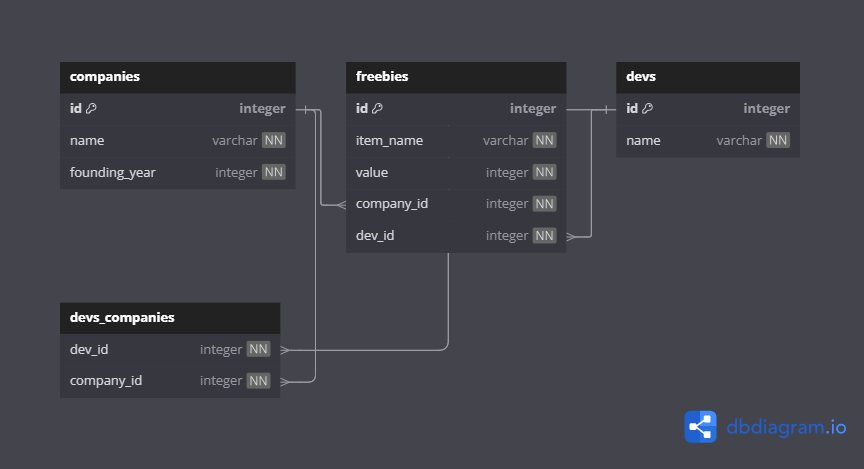 companies
id integer
name varchar NN
founding_year integer NN
freebies
id integer
item_name varchar NN
value integer NN
company_id integer NN
dev_id integer NN
devs
id integer
name varchar NN
devs_companies
dev_id integer NN
company_id integer NN
dbdiagram.io